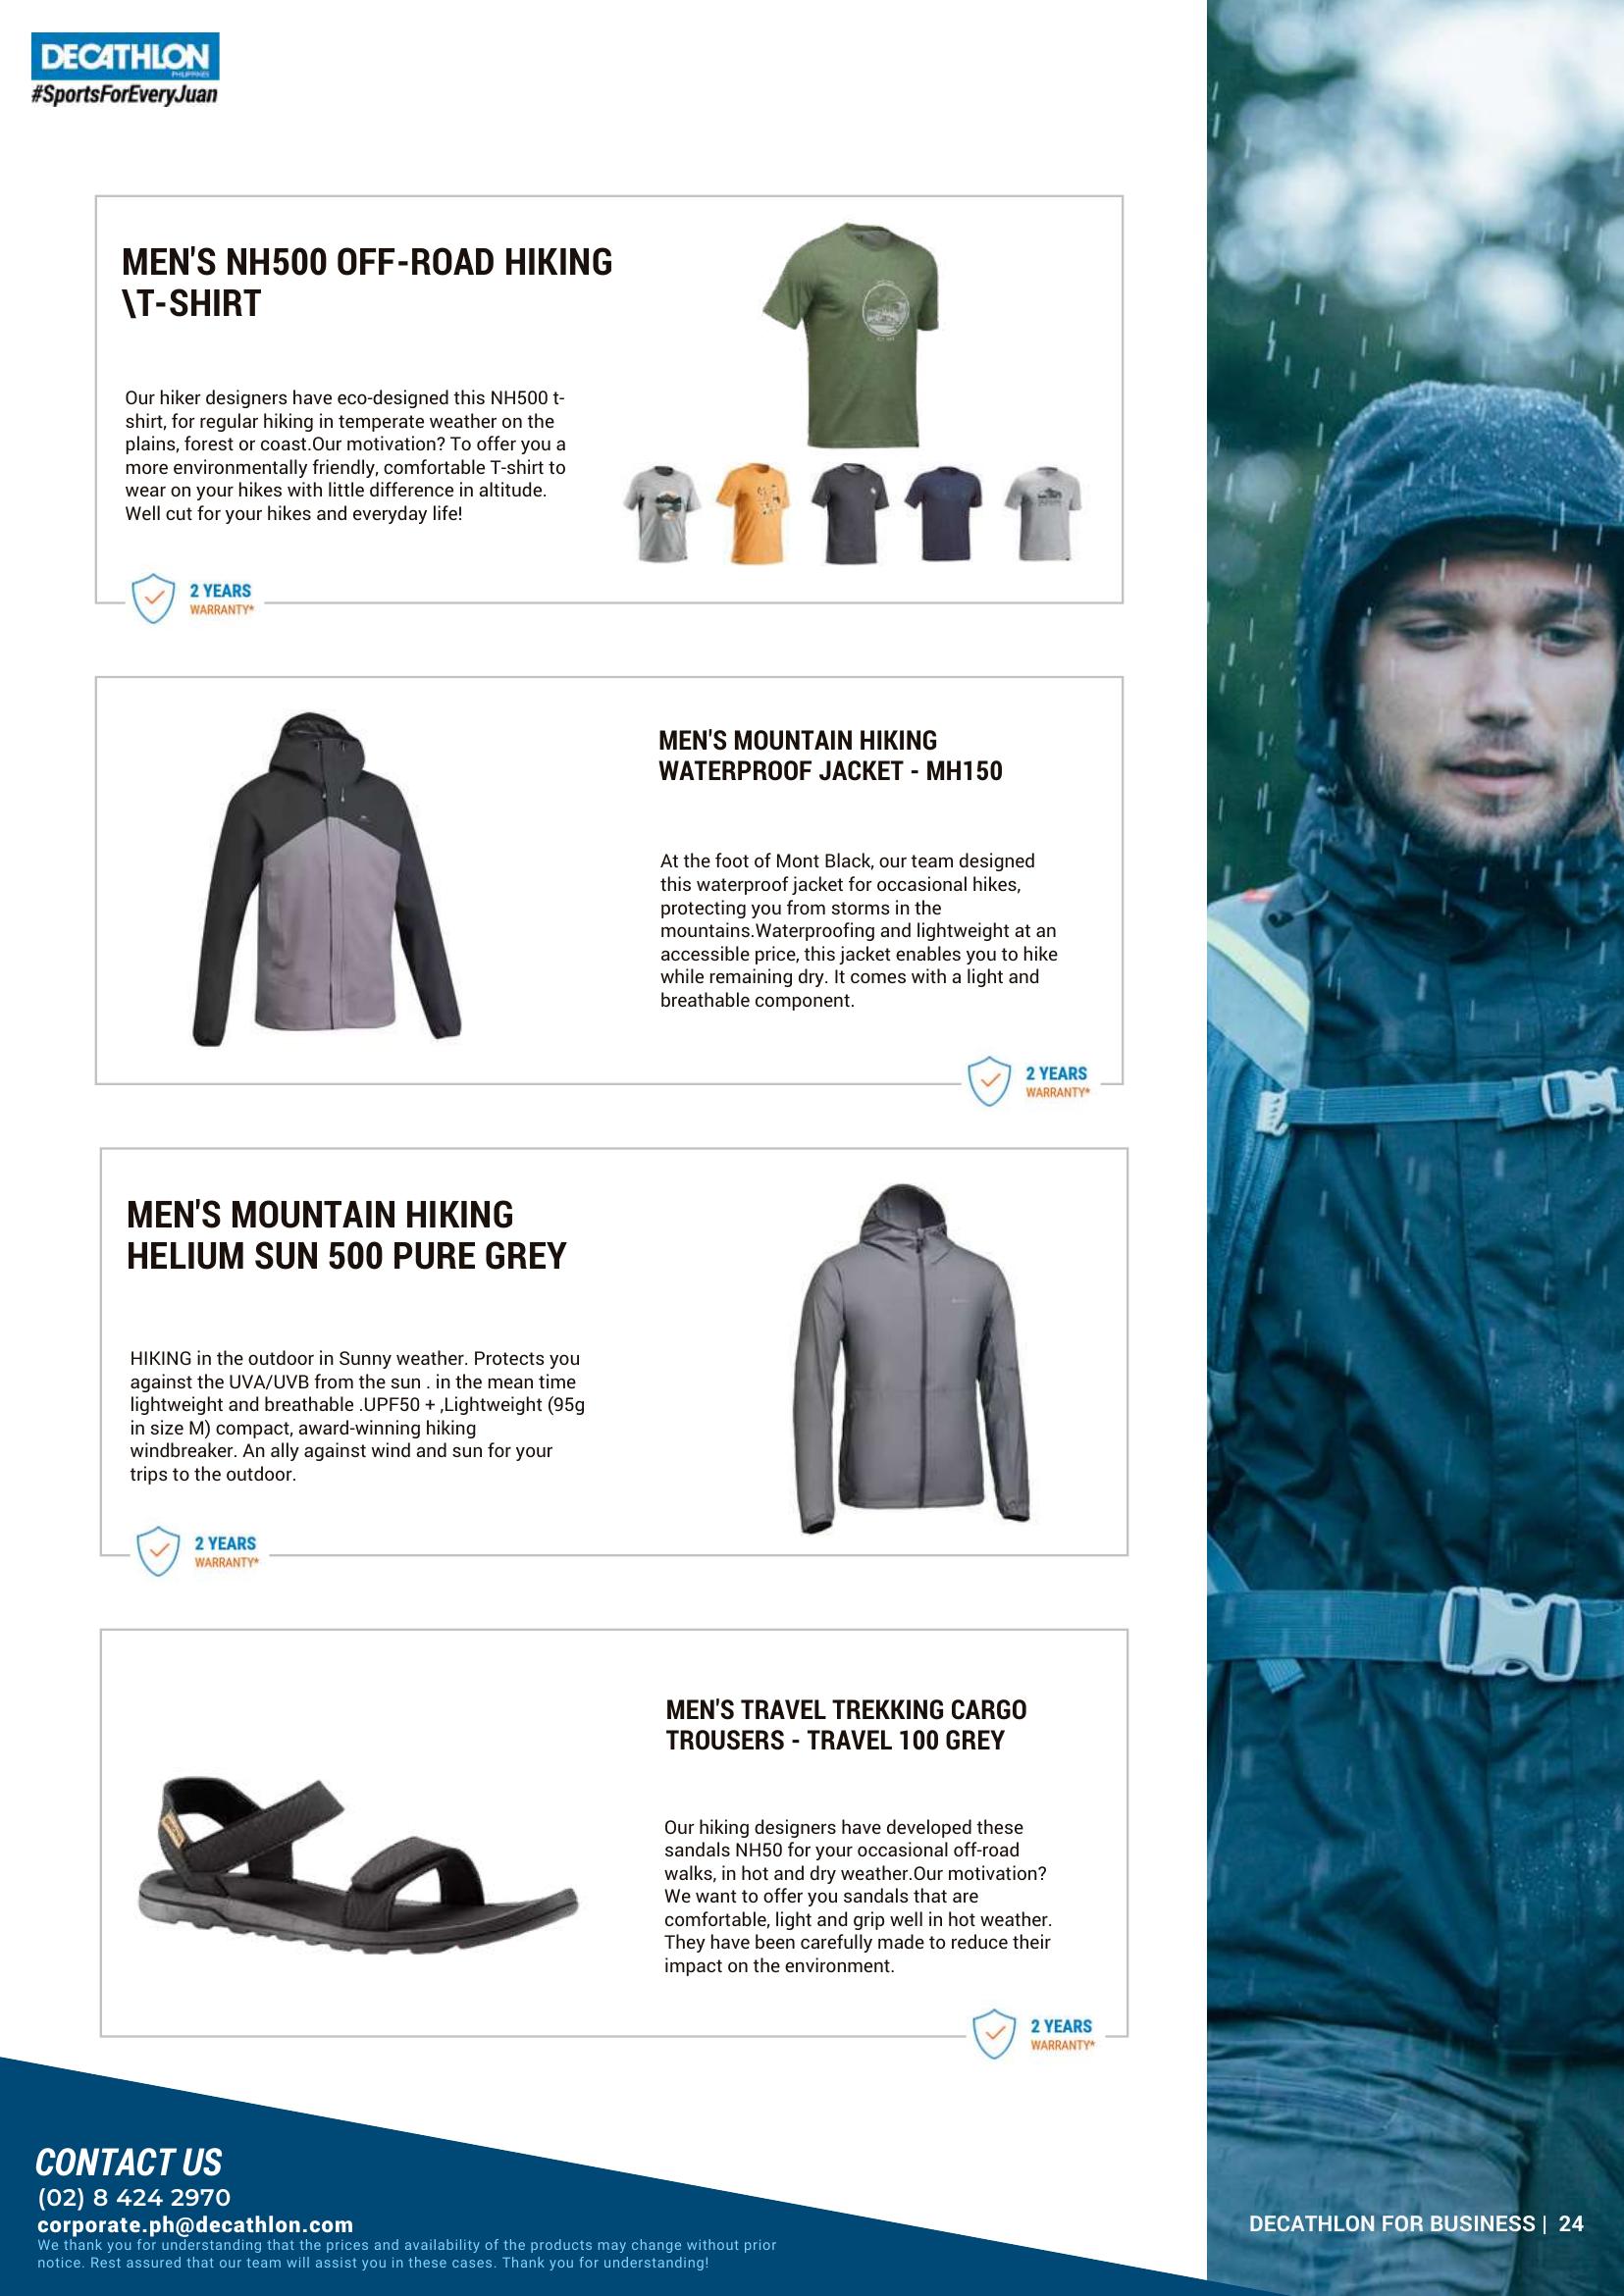 DECATHLON
PHILIPPINES
#SportsForEveryJuan
MEN'S NH500 OFF-ROAD HIKING
\T-SHIRT
Our hiker designers have eco-designed this NH500 t-
shirt, for regular hiking in temperate weather on the
plains, forest or coast.Our motivation? To offer you a
more environmentally friendly, comfortable T-shirt to
wear on your hikes with little difference in altitude.
Well cut for your hikes and everyday life!
2 YEARS
WARRANTY*
MEN'S MOUNTAIN HIKING
WATERPROOF JACKET - MH150
At the foot of Mont Black, our team designed
this waterproof jacket for occasional hikes,
protecting you from storms in the
mountains.Waterproofing and lightweight at an
accessible price, this jacket enables you to hike
while remaining dry. It comes with a light and
breathable component.
2 YEARS
WARRANTY*
MEN'S MOUNTAIN HIKING
HELIUM SUN 500 PURE GREY
HIKING in the outdoor in Sunny weather. Protects you
against the UVA/UVB from the sun . in the mean time
lightweight and breathable .UPF50 + ,Lightweight (95g
in size M) compact, award-winning hiking
windbreaker. An ally against wind and sun for your
trips to the outdoor.
2 YEARS
WARRANTY*
MEN'S TRAVEL TREKKING CARGO
TROUSERS - TRAVEL 100 GREY
Our hiking designers have developed these
sandals NH50 for your occasional off-road
walks, in hot and dry weather.Our motivation?
We want to offer you sandals that are
comfortable, light and grip well in hot weather.
They have been carefully made to reduce their
impact on the environment.
2 YEARS
WARRANTY*
CONTACT US
(02) 8 424 2970
corporate.ph@decathlon.com
We thank you for understanding that the prices and availability of the products may change without prior
notice. Rest assured that our team will assist you in these cases. Thank you for understanding!
DECATHLON FOR BUSINESS | 24